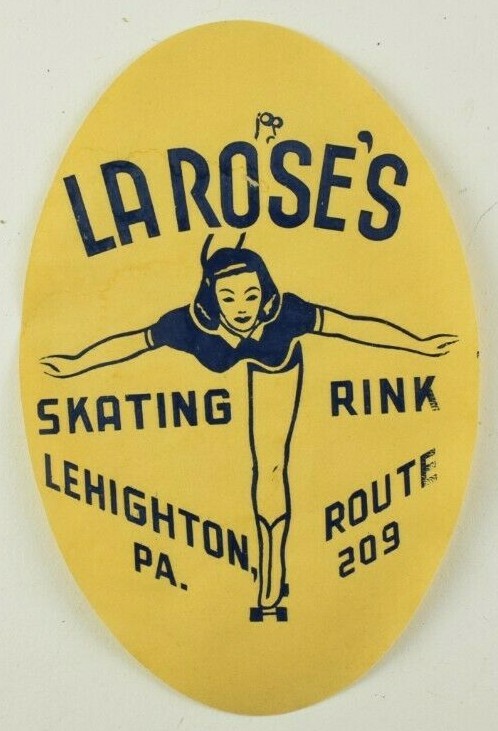 LA ROSE'S
SKATING RINK
LEHIGHTON, PA.
ROUTE 209